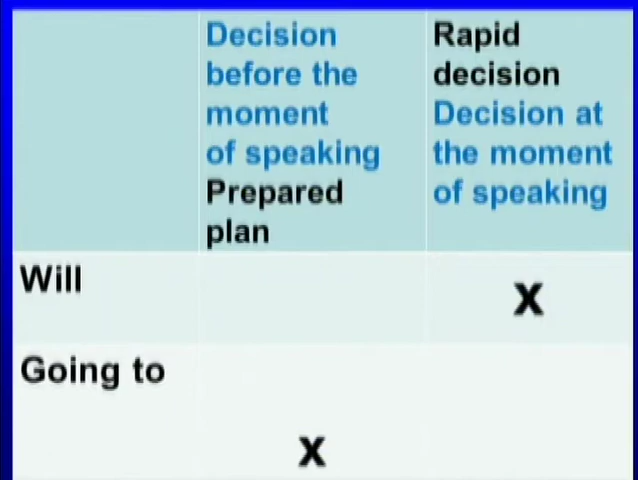 Decision
before the
moment
of speaking
Prepared
plan
Rapid
decision
Decision at
the moment
of speaking
Will
X
Going to
X